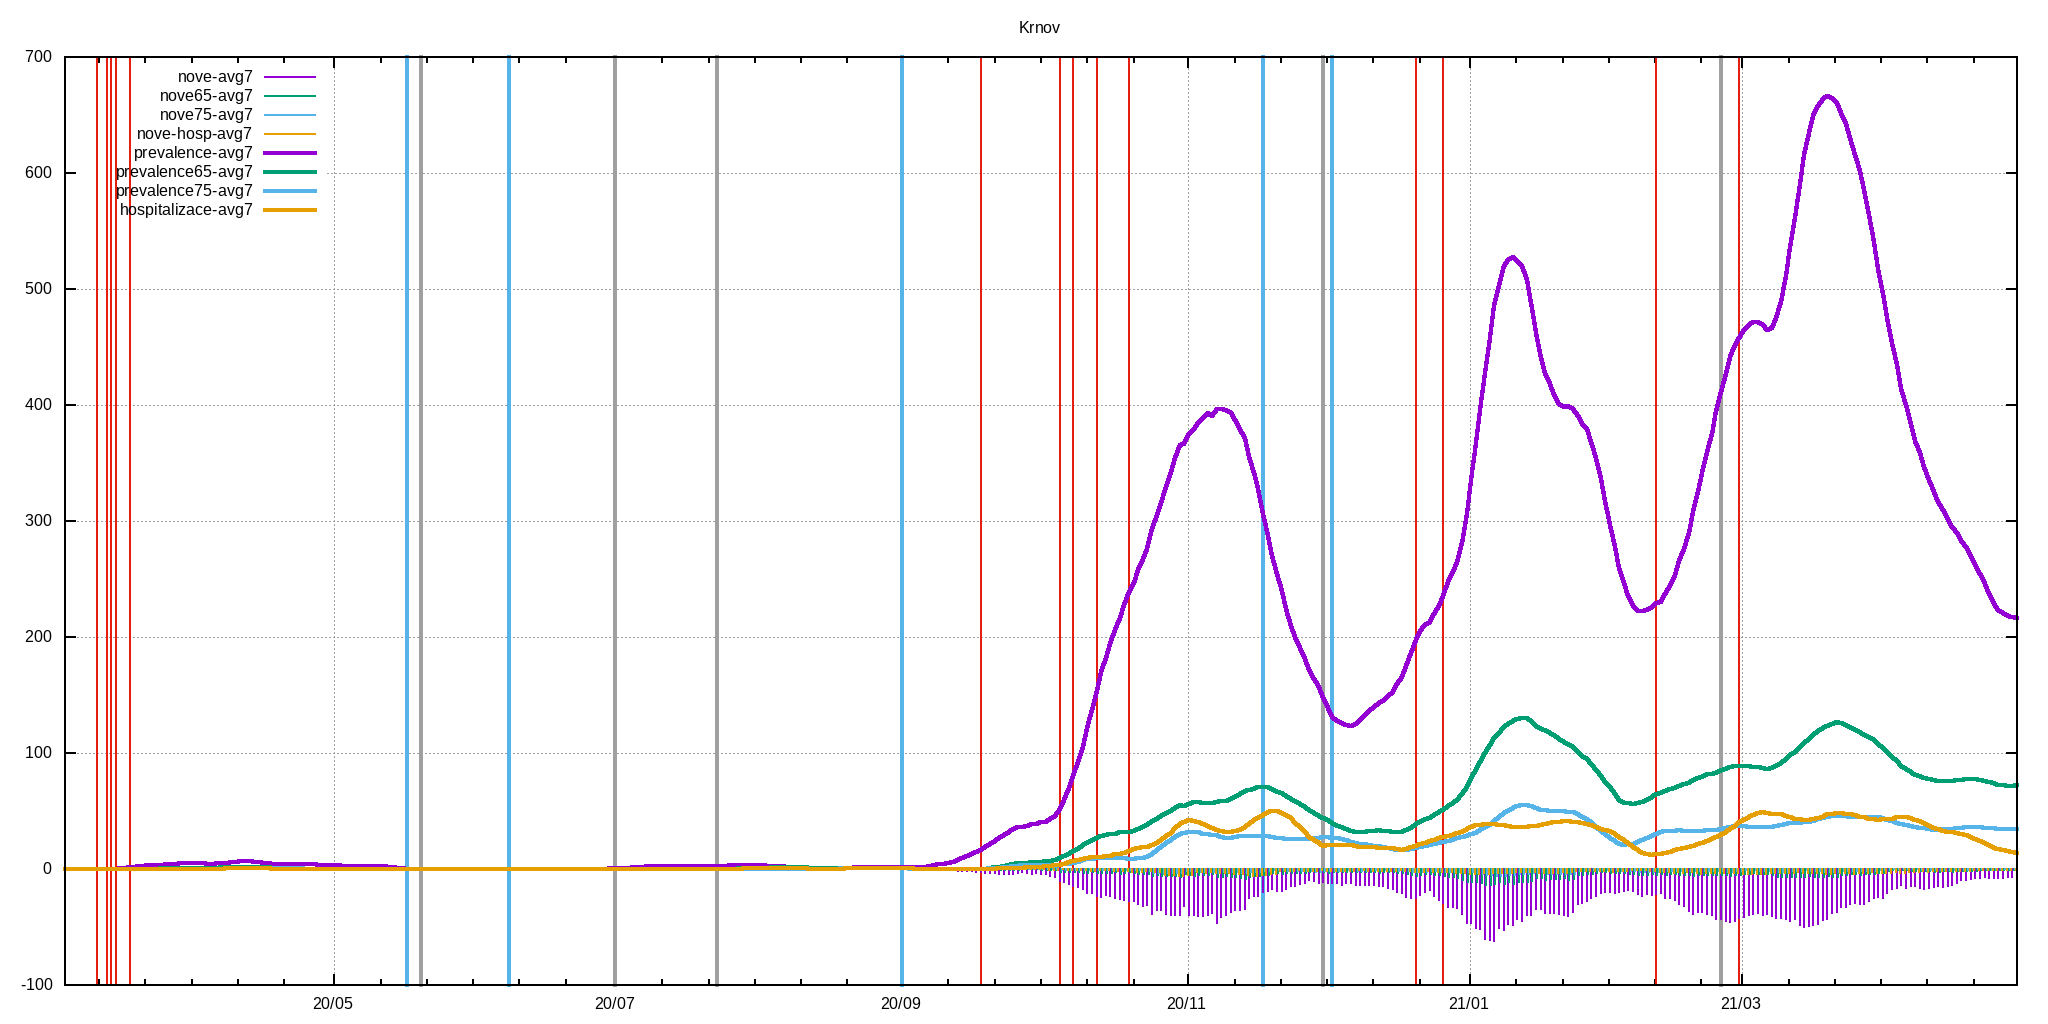 Krnov
700
600
500
400
300
200
100
0
-100
nove-avg7
nove65-avg7
nove75-avg7
nove-hosp-avg7
prevalence-avg7
prevalence65-avg7
prevalence75-avg7
hospitalizace-avg7
20/05 20/07 20/09 20/11 21/01 21/03